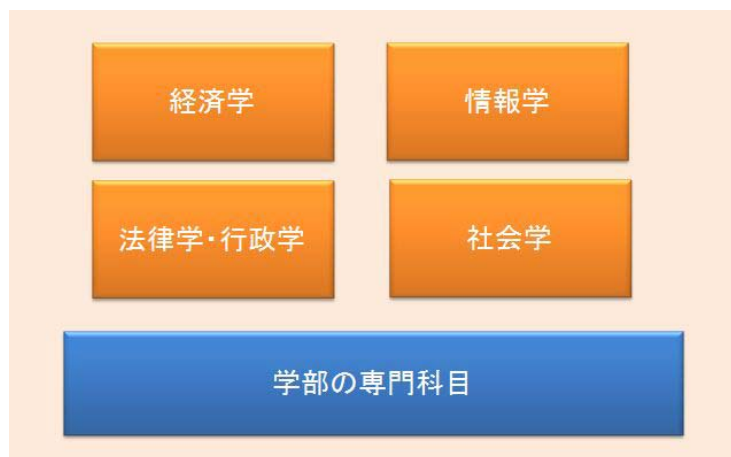 経済学
情報学
法律学・行政学
社会学
学部の専門科目